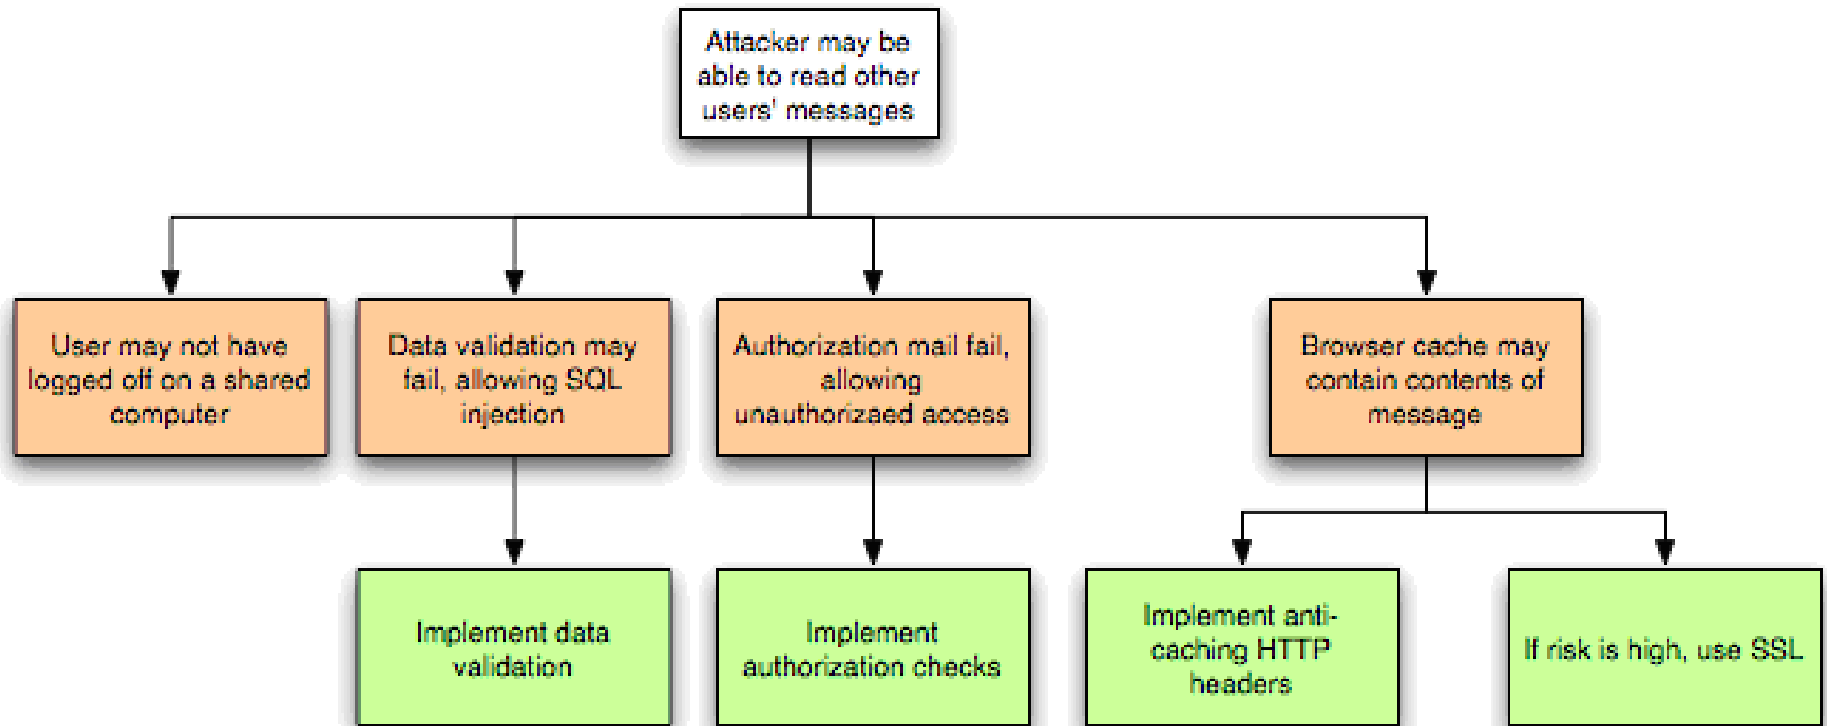 Attacker may be
able to read other
users' messages
User may not have
logged off on a shared
computer
Data validation may
fail, allowing SQL
injection
Authorization mail fail,
allowing
unauthorizaed access
Browser cache may
contain contents of
message
Implement data
validation
Implement
authorization checks
Implement anti-
caching HTTP
headers
If risk is high, use SSL